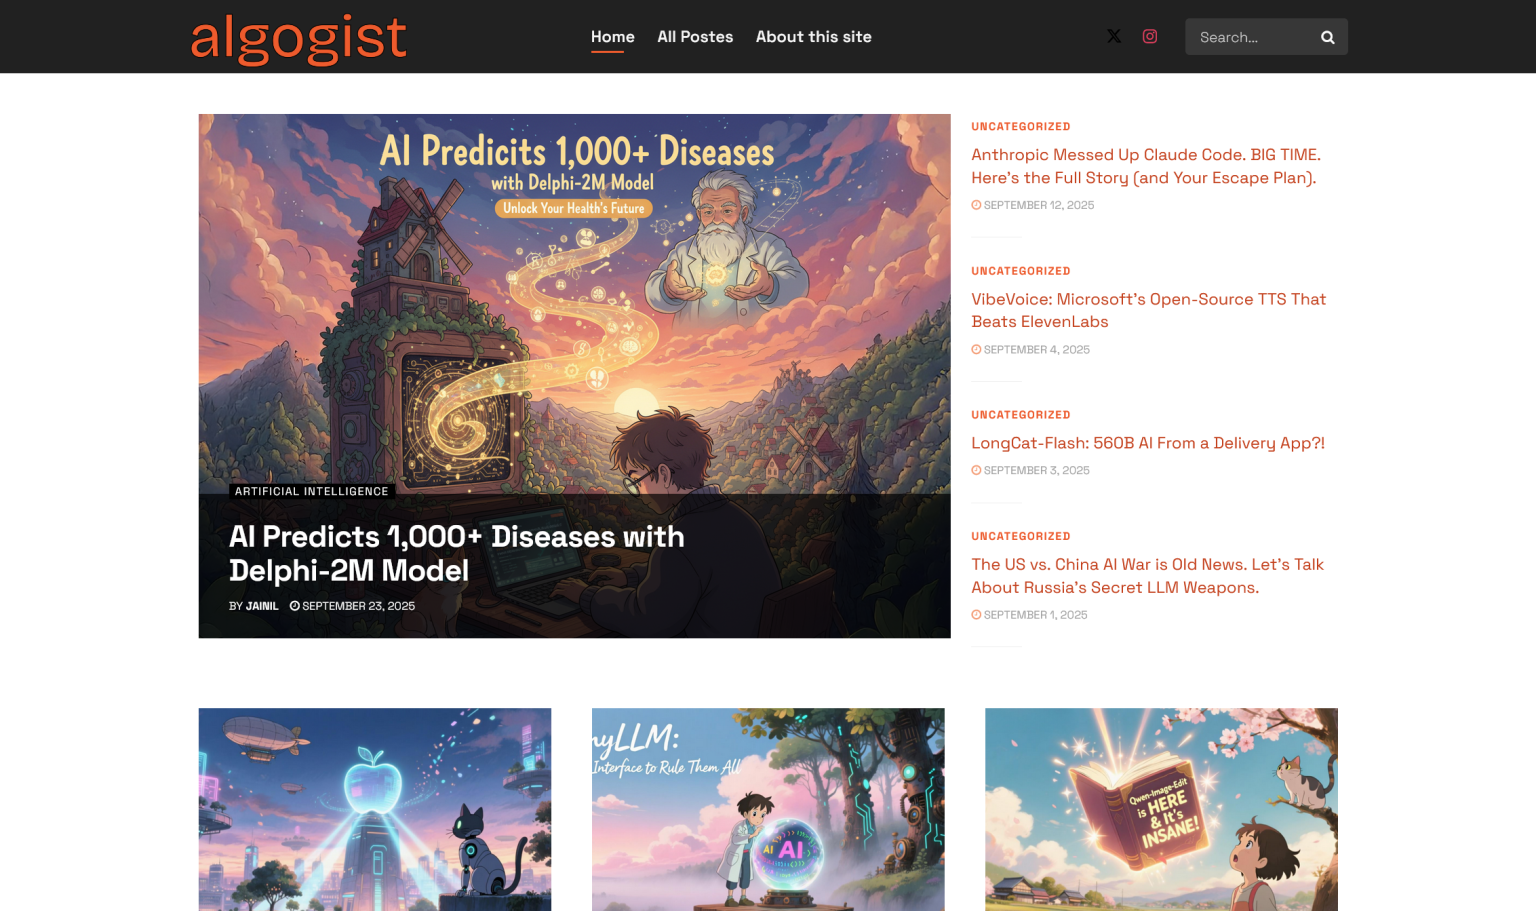 algogist
Home
All Postes
About this site
Search...
AI Predicits 1,000+ Diseases
with Delphi-2M Model
Unlock Your Health's Future
ARTIFICIAL INTELLIGENCE
AI Predicts 1,000+ Diseases with
Delphi-2M Model
BY JAINIL SEPTEMBER 23, 2025
UNCATEGORIZED
Anthropic Messed Up Claude Code. BIG TIME.
Here's the Full Story (and Your Escape Plan).
SEPTEMBER 12, 2025
UNCATEGORIZED
VibeVoice: Microsoft's Open-Source TTS That
Beats ElevenLabs
SEPTEMBER 4, 2025
UNCATEGORIZED
LongCat-Flash: 560B AI From a Delivery App?!
SEPTEMBER 3, 2025
UNCATEGORIZED
The US vs. China AI War is Old News. Let's Talk
About Russia's Secret LLM Weapons.
SEPTEMBER 1, 2025
nyLLM:
Interface to Rule Them All
AI AI
Qwen-Image-Edit
is HERE
& It's
INSANE!